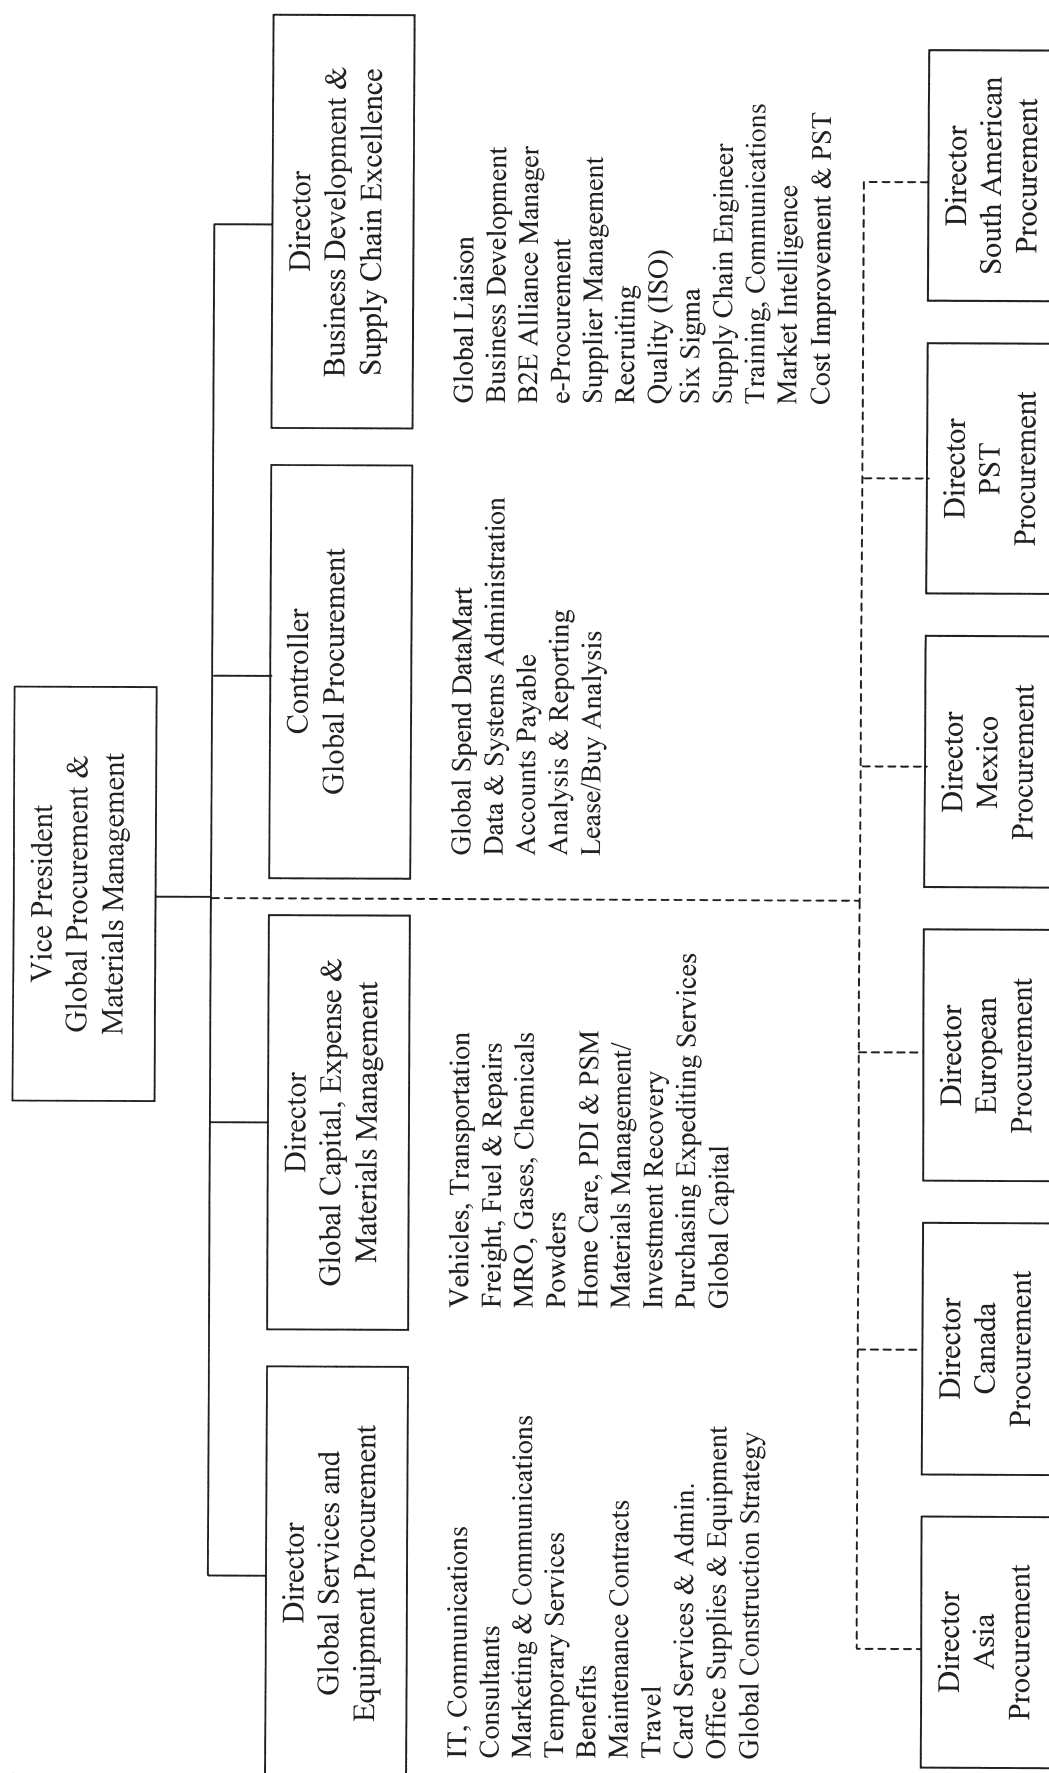 Vice President
Global Procurement &
Materials Management
Director
Global Services and
Equipment Procurement
Director
Global Capital, Expense &
Materials Management
Controller
Global Procurement
Director
Business Development &
Supply Chain Excellence
IT, Communications
Consultants
Marketing & Communications
Temporary Services
Benefits
Maintenance Contracts
Travel
Card Services & Admin.
Office Supplies & Equipment
Global Construction Strategy
Vehicles, Transportation
Freight, Fuel & Repairs
MRO, Gases, Chemicals
Powders
Home Care, PDI & PSM
Materials Management/
Investment Recovery
Purchasing Expediting Services
Global Capital
Global Spend DataMart
Data & Systems Administration
Accounts Payable
Analysis & Reporting
Lease/Buy Analysis
Global Liaison
Business Development
B2E Alliance Manager
e-Procurement
Supplier Management
Recruiting
Quality (ISO)
Six Sigma
Supply Chain Engineer
Training, Communications
Market Intelligence
Cost Improvement & PST
Director
Asia
Procurement
Director
Canada
Procurement
Director
European
Procurement
Director
Mexico
Procurement
Director
PST
Procurement
Director
South American
Procurement